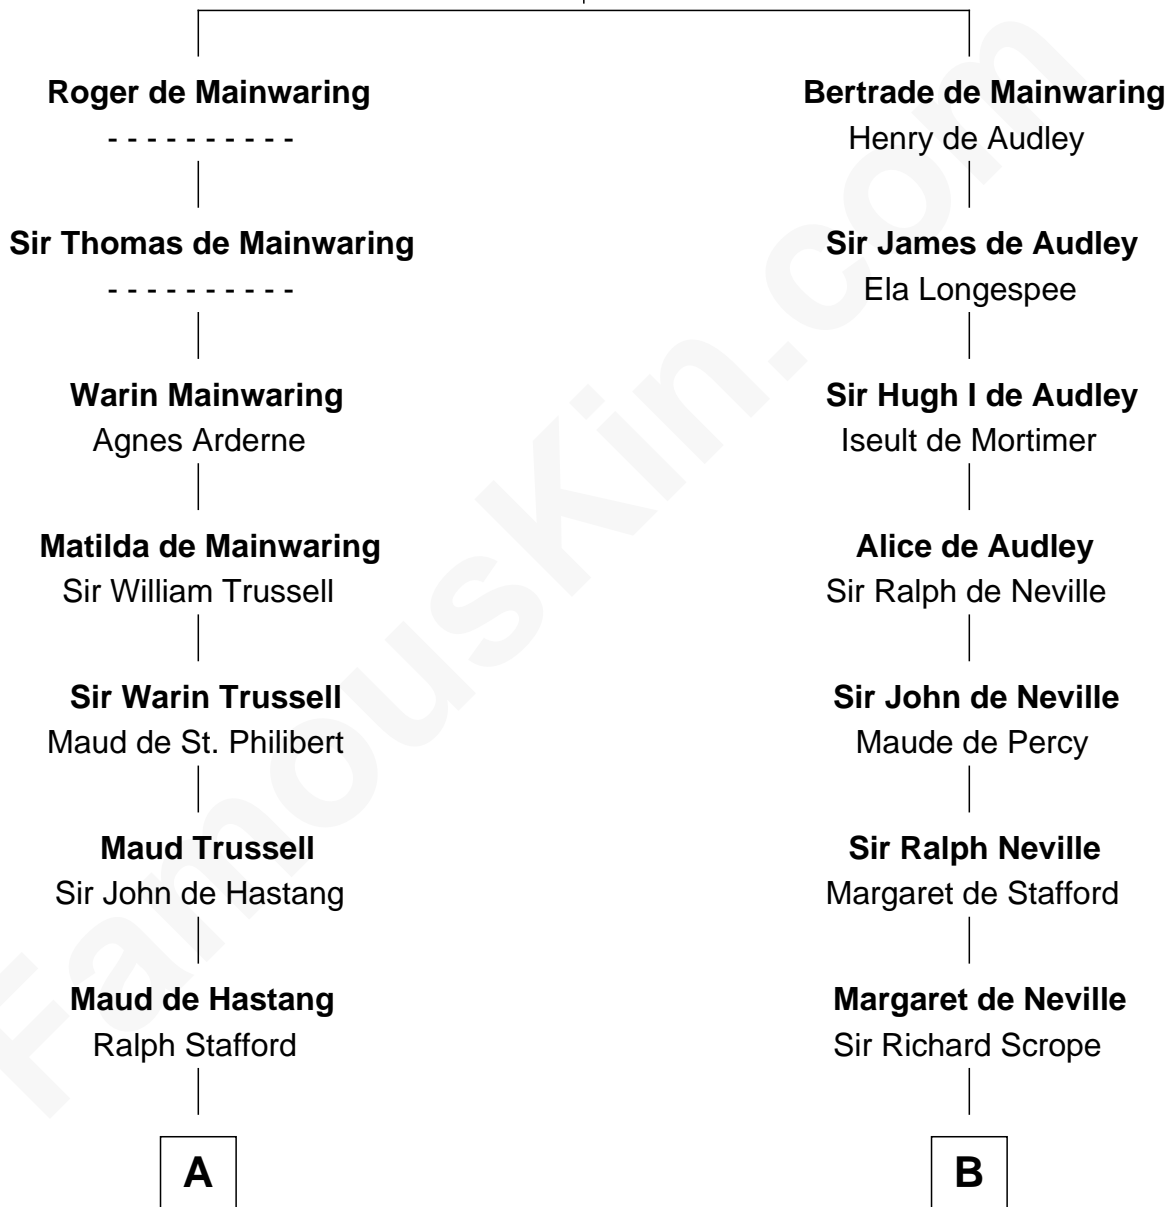 Roger de Mainwaring
- - - - - - - - - -
Sir Thomas de Mainwaring
- - - - - - - - - -
Warin Mainwaring
Agnes Arderne
Matilda de Mainwaring
Sir William Trussell
Sir Warin Trussell
Maud de St. Philibert
Maud Trussell
Sir John de Hastang
Maud de Hastang
Ralph Stafford
A
Bertrade de Mainwaring
Henry de Audley
Sir James de Audley
Ela Longespee
Sir Hugh I de Audley
Iseult de Mortimer
Alice de Audley
Sir Ralph de Neville
Sir John de Neville
Maude de Percy
Sir Ralph Neville
Margaret de Stafford
Margaret de Neville
Sir Richard Scrope
B
FamousKin.com